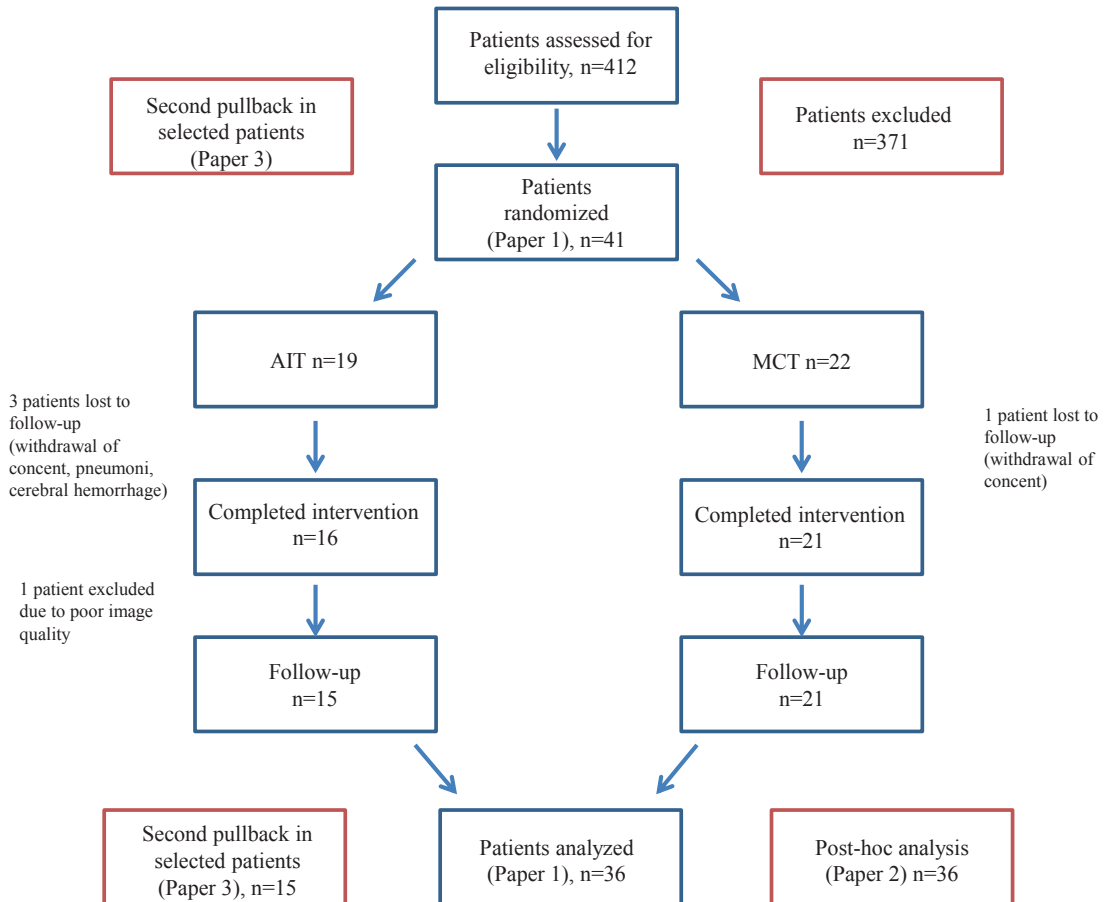 Patients assessed for
eligibility, n=412
Second pullback in
selected patients
(Paper 3)
Patients excluded
n=371
Patients
randomized
(Paper 1), n=41
AIT n=19
MCT n=22
3 patients lost to
follow-up
(withdrawal of
concent, pneumoni,
cerebral hemorrhage)
1 patient lost to
follow-up
(withdrawal of
concent)
Completed intervention
n=16
Completed intervention
n=21
1 patient excluded
due to poor image
quality
Follow-up
n=15
Follow-up
n=21
Second pullback in
selected patients
(Paper 3), n=15
Patients analyzed
(Paper 1), n=36
Post-hoc analysis
(Paper 2) n=36